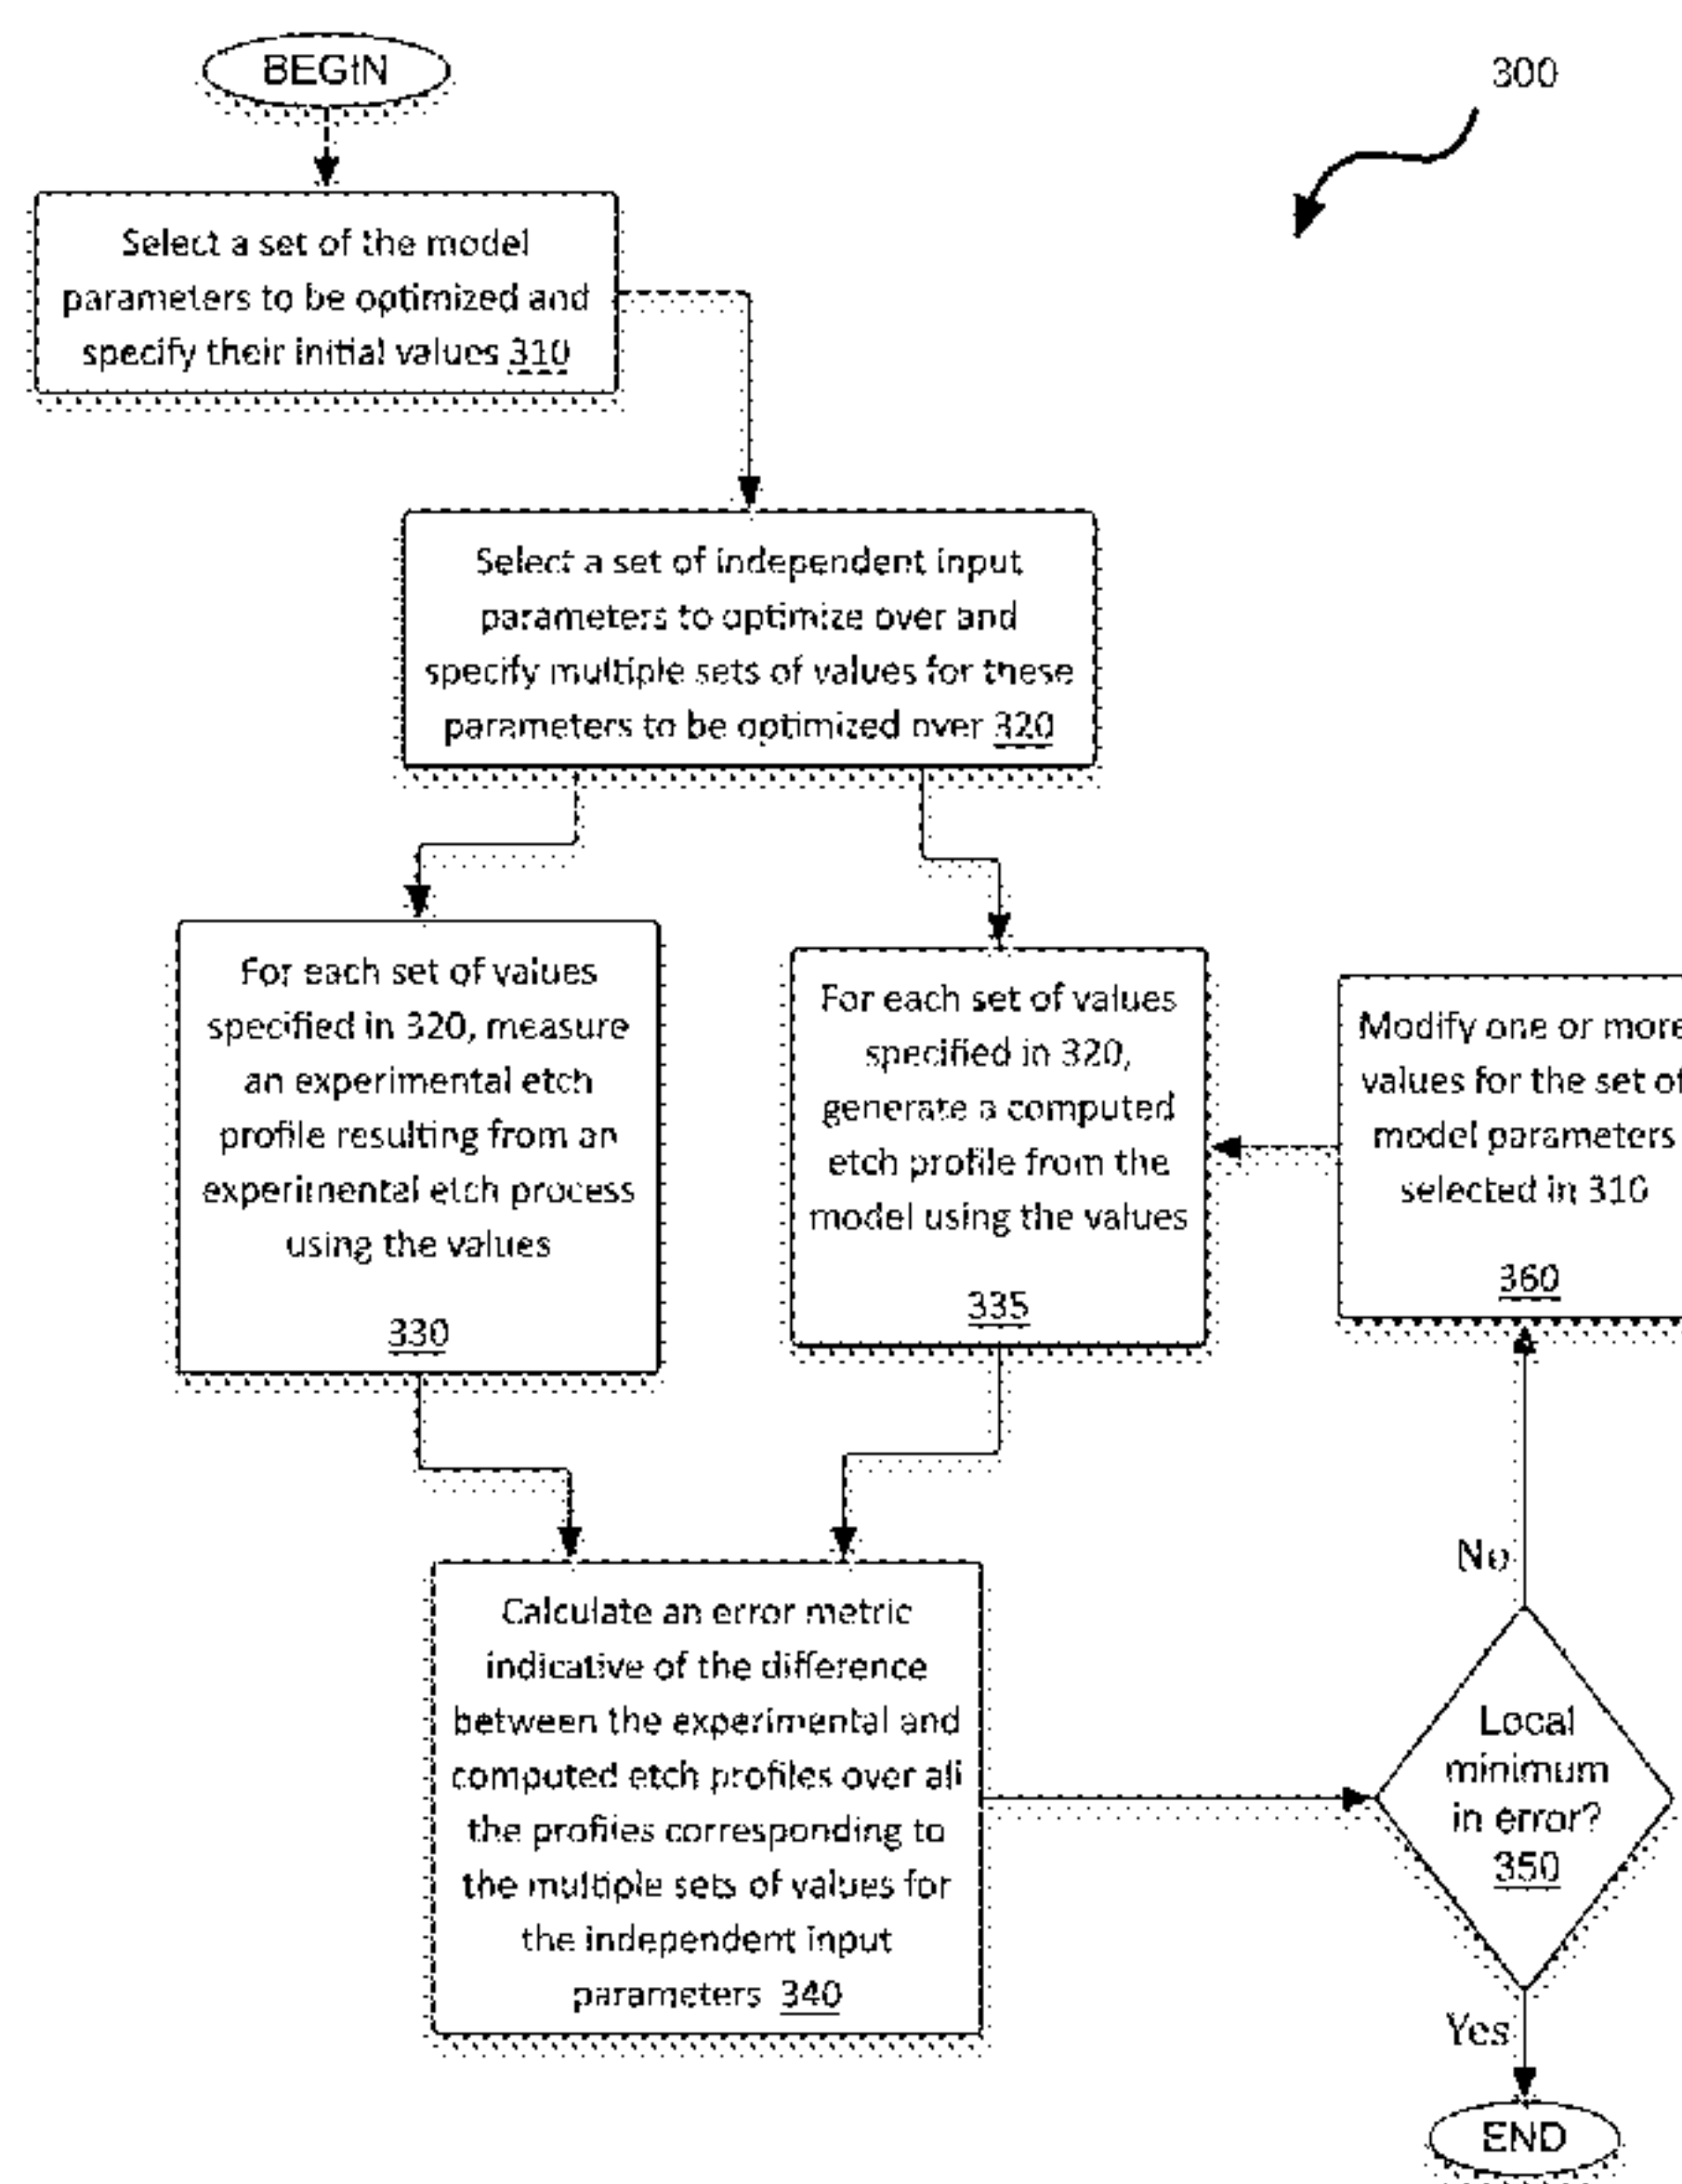 BEGIN
300
Select a set of the model
parameters to be optimized and
specify their initial values 310
Select a set of independent input
parameters to optimize over and
specify multiple sets of values for these
parameters to be optimized over 320
For each set of values
specified in 320, measure
an experimental etch
profile resulting from an
experimental etch process
using the values
330
For each set of values
specified in 320,
generate a computed
etch profile from the
model using the values
335
Modify one or more
values for the set of
model parameters
selected in 310
360
Calculate an error metric
indicative of the difference
between the experimental and
computed etch profiles over all
the profiles corresponding to
the multiple sets of values for
the independent input
parameters 340
No
Local
minimum
in error?
350
Yes
END